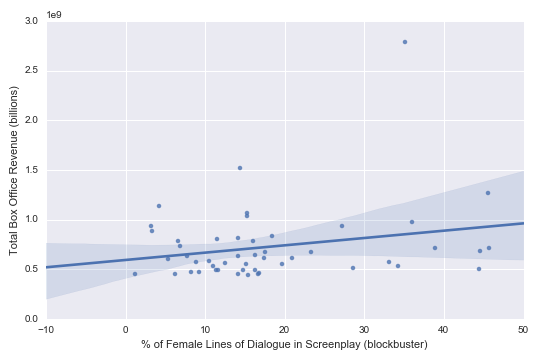 1e9
3.0
2.5
2.0
1.5
1.0
0.5
0.0
Total Box Office Revenue (billions)
−10 0 10 20 30 40 50
% of Female Lines of Dialogue in Screenplay (blockbuster)